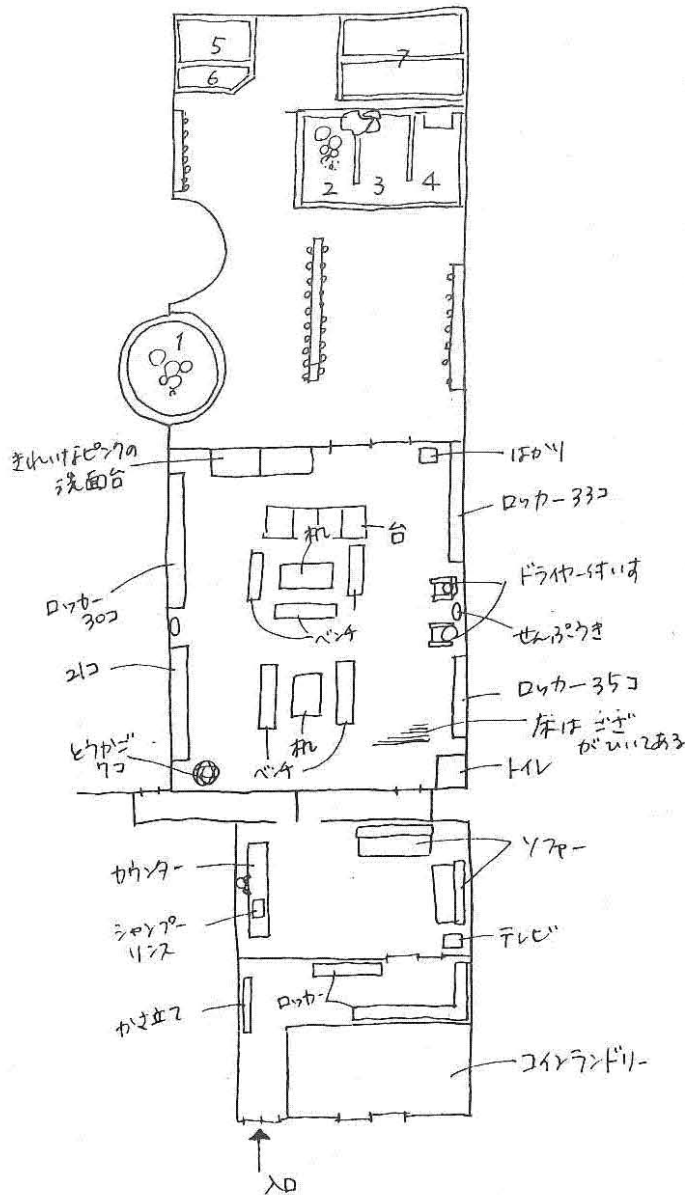 5
6
7
2
3
4
1
きれいなピンクの
洗面台
はかり
ロッカー33コ
台
机
ドライヤー付いす
ロッカー
30コ
ベンチ
せんぷうき
21コ
ロッカー35コ
床は ござ
がひいてある
とうかご
7コ
机
ベンチ
トイレ
カウンター
ソファー
シャンプー
リンス
テレビ
かさ立て
ロッカー
コインランドリー
入口